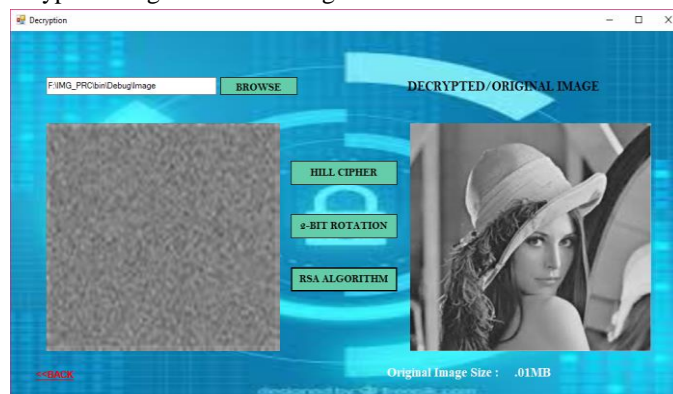 Decryption
F:\IMG_PRO\bin\Debug\Image
BROWSE
DECRYPTED/ORIGINAL IMAGE
HILL CIPHER
2-BIT ROTATION
RSA ALGORITHM
<<BACK
Original Image Size : .01MB